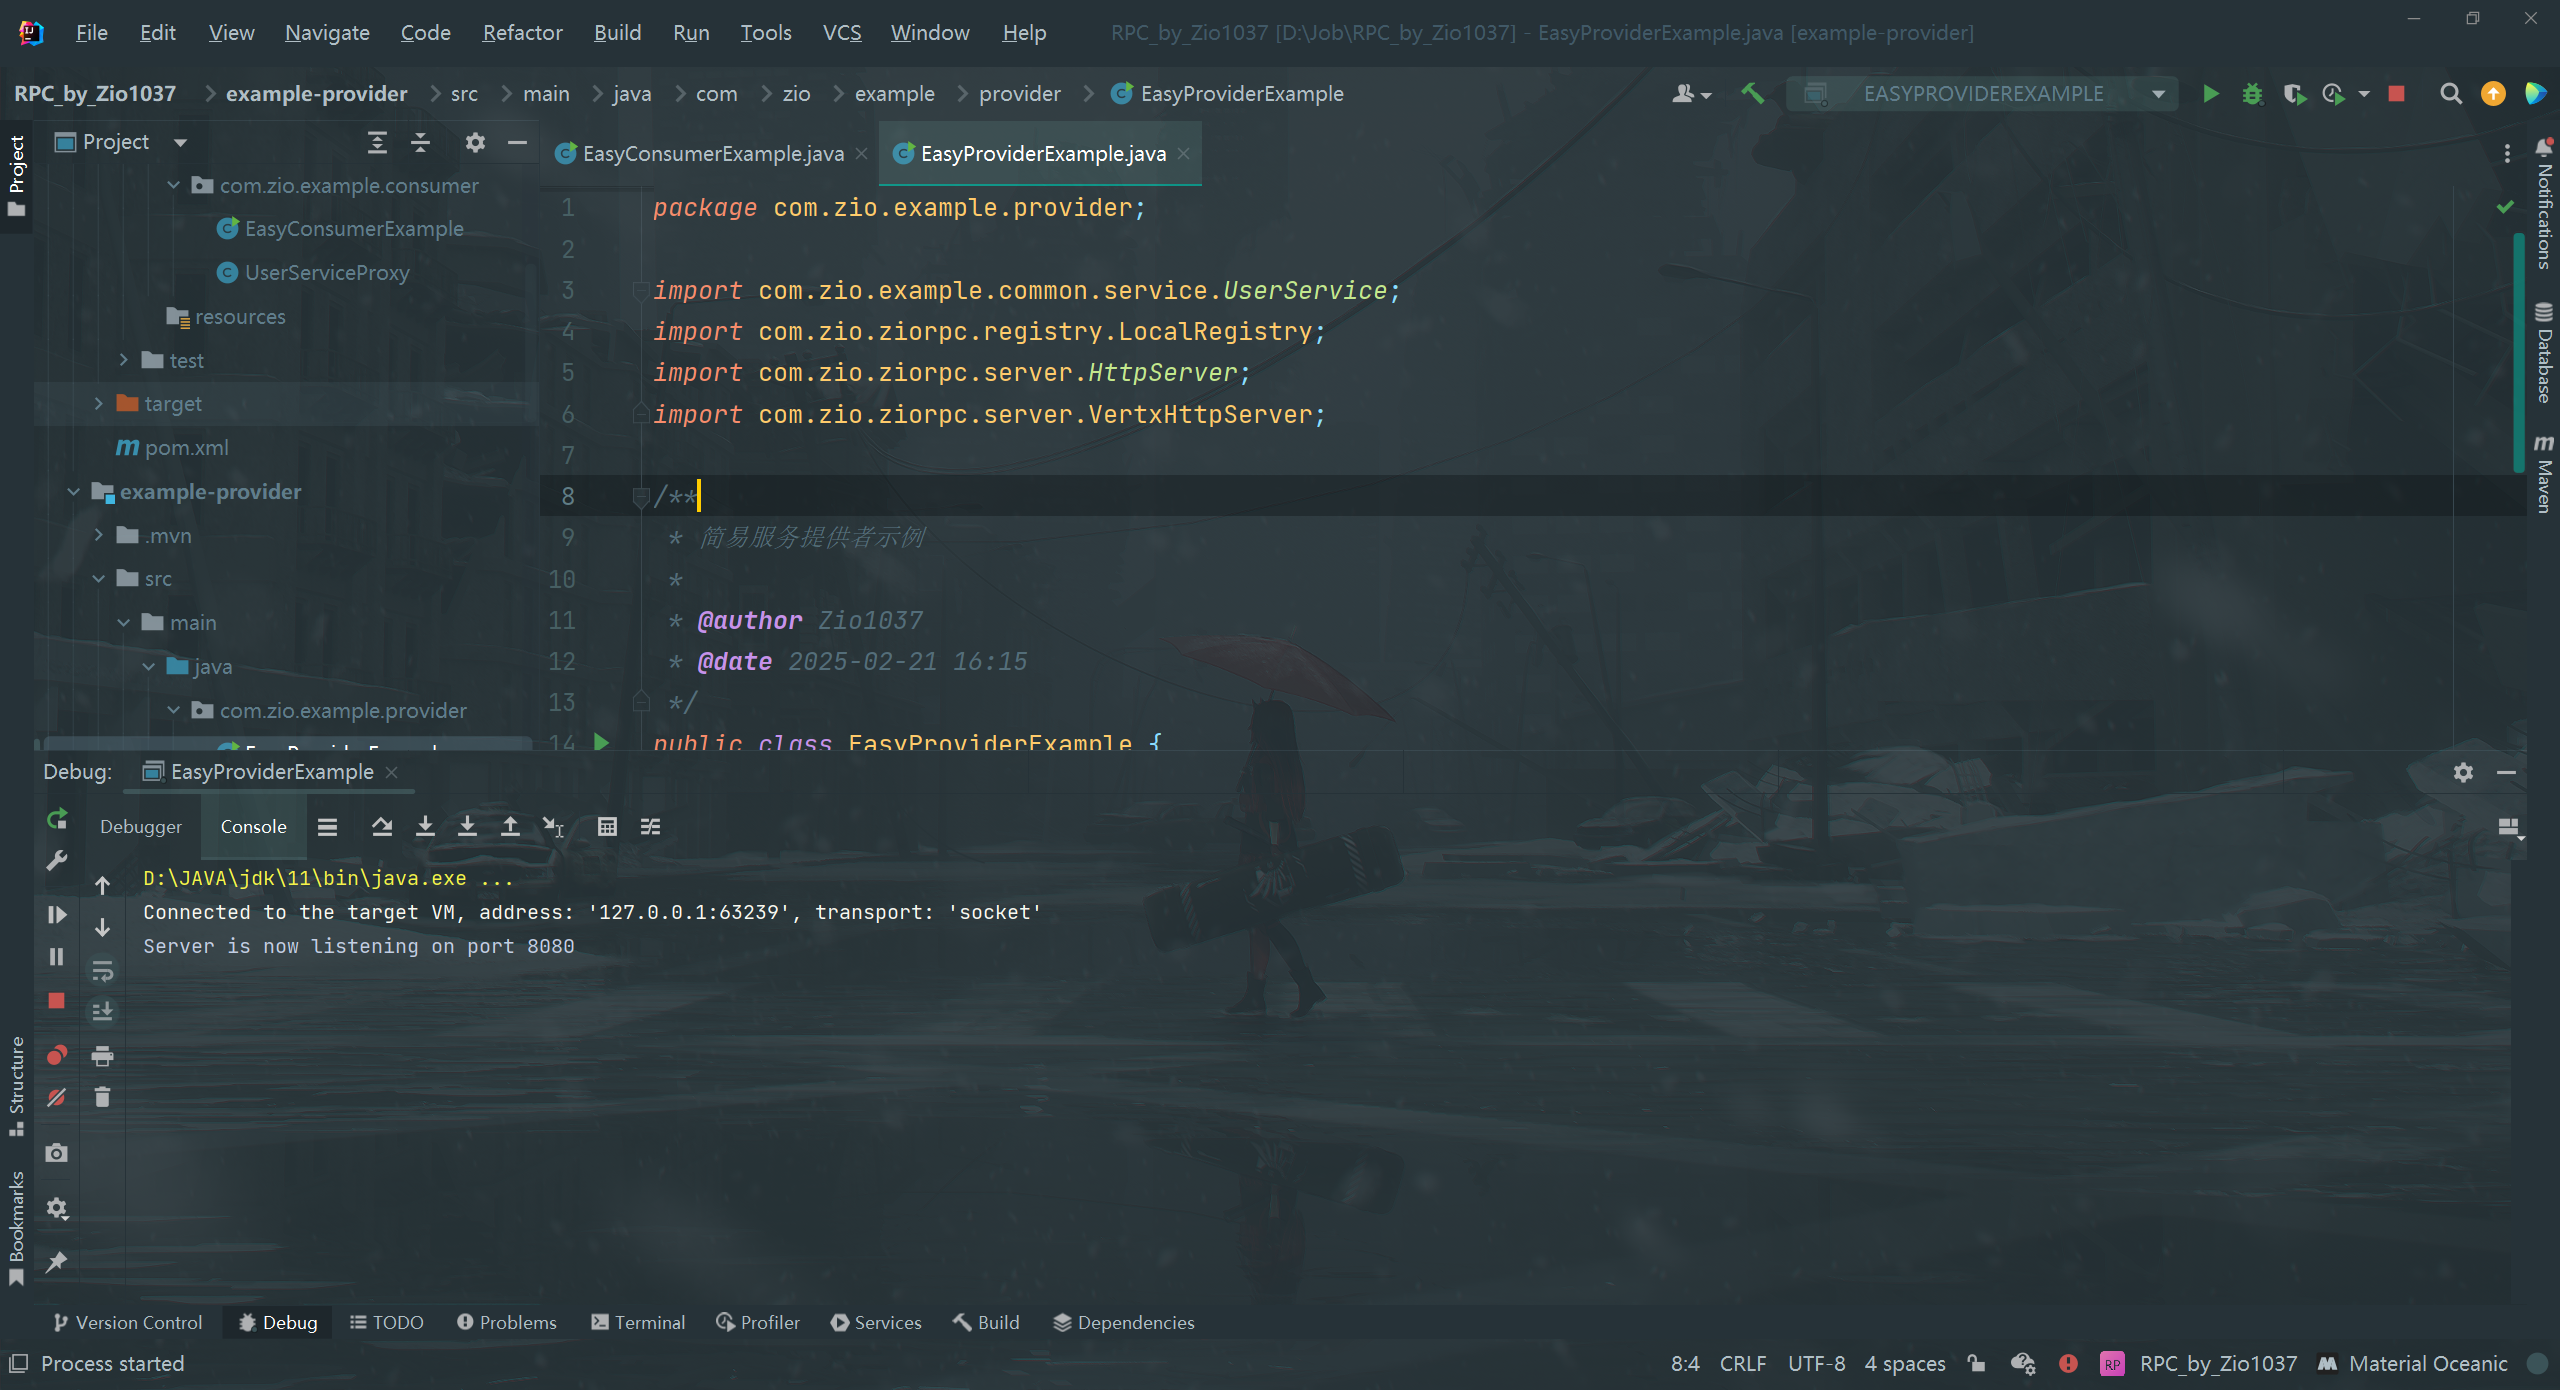 File Edit View Navigate Code Refactor Build Run Tools VCS Window Help RPC_by_Zio1037 [D:\Job\RPC_by_Zio1037] - EasyProviderExample.java [example-provider]
RPC_by_Zio1037 example-provider src main java com zio example provider EasyProviderExample EASYPROVIDEREXAMPLE
Project
Project
com.zio.example.consumer
EasyConsumerExample
UserServiceProxy
resources
test
target
pom.xml
example-provider
.mvn
src
main
java
com.zio.example.provider
EasyProviderExample
EasyConsumerExample.java EasyProviderExample.java
1 package com.zio.example.provider;
2
3 import com.zio.example.common.service.UserService;
4 import com.zio.ziorpc.registry.LocalRegistry;
5 import com.zio.ziorpc.server.HttpServer;
6 import com.zio.ziorpc.server.VertxHttpServer;
7
8 /**
9 * 简易服务提供者示例
10 *
11 * @author Zio1037
12 * @date 2025-02-21 16:15
13 */
14 public class EasyProviderExample {
Notifications
Database
Maven
Debug: EasyProviderExample
Debugger Console
D:\JAVA\jdk\11\bin\java.exe ...
Connected to the target VM, address: '127.0.0.1:63239', transport: 'socket'
Server is now listening on port 8080
Structure
Bookmarks
Version Control Debug TODO Problems Terminal Profiler Services Build Dependencies
Process started 8:4 CRLF UTF-8 4 spaces RP RPC_by_Zio1037 Material Oceanic